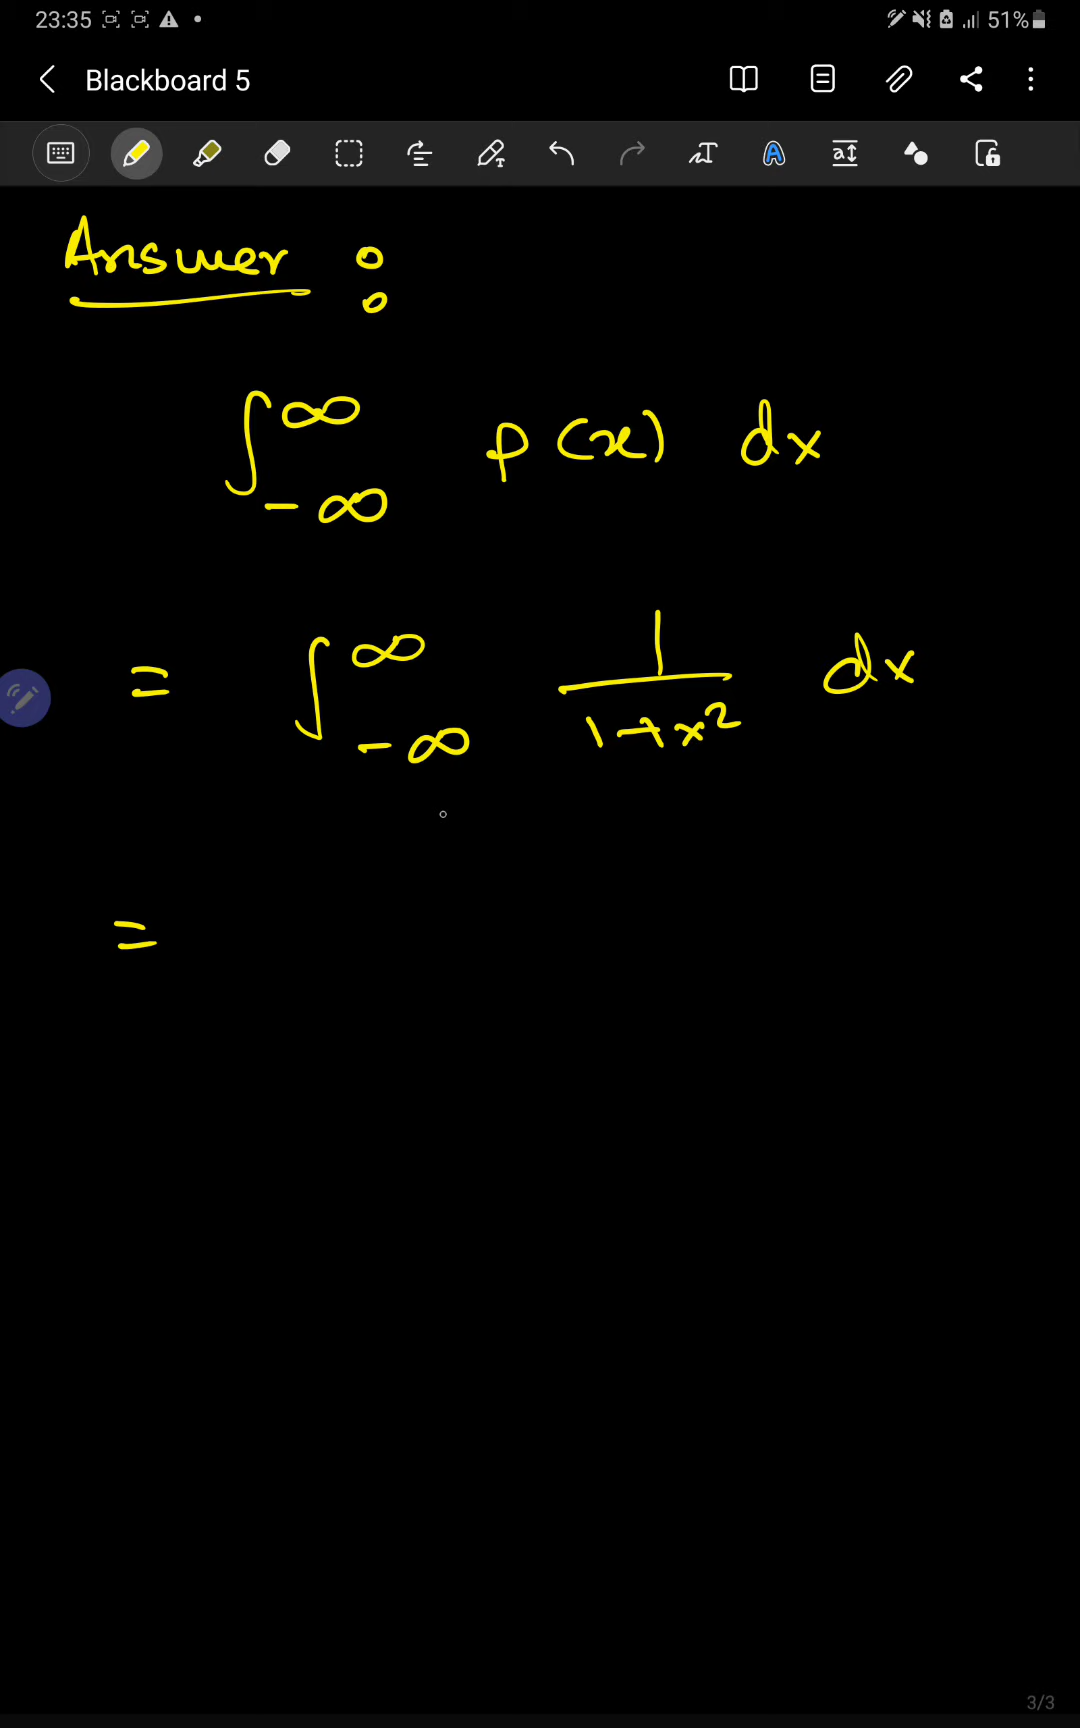 23:35 51%
Blackboard 5
Answer :
∫_{-∞}^{∞} p(x) dx
= ∫_{-∞}^{∞} 1/(1+x²) dx
=
3/3